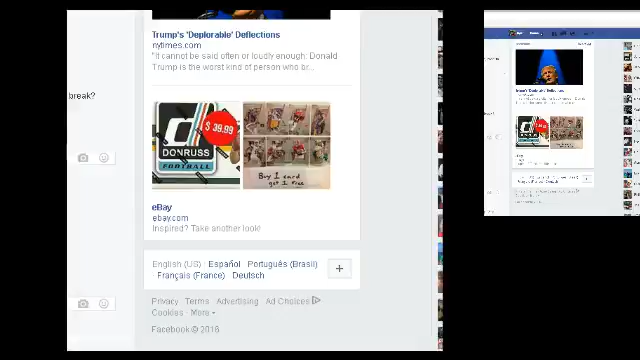 Trump's 'Deplorable' Deflections
nytimes.com
"It cannot be said often or loudly enough: Donald
Trump is the worst kind of person who br...
break?
$ 39.99
DONRUSS
FOOTBALL
Buy 1 card
get 1 free
eBay
ebay.com
Inspired? Take another look!
English (US) · Español · Português (Brasil) ·
Français (France) · Deutsch
+
Privacy · Terms · Advertising · Ad Choices ·
Cookies · More
Facebook © 2016